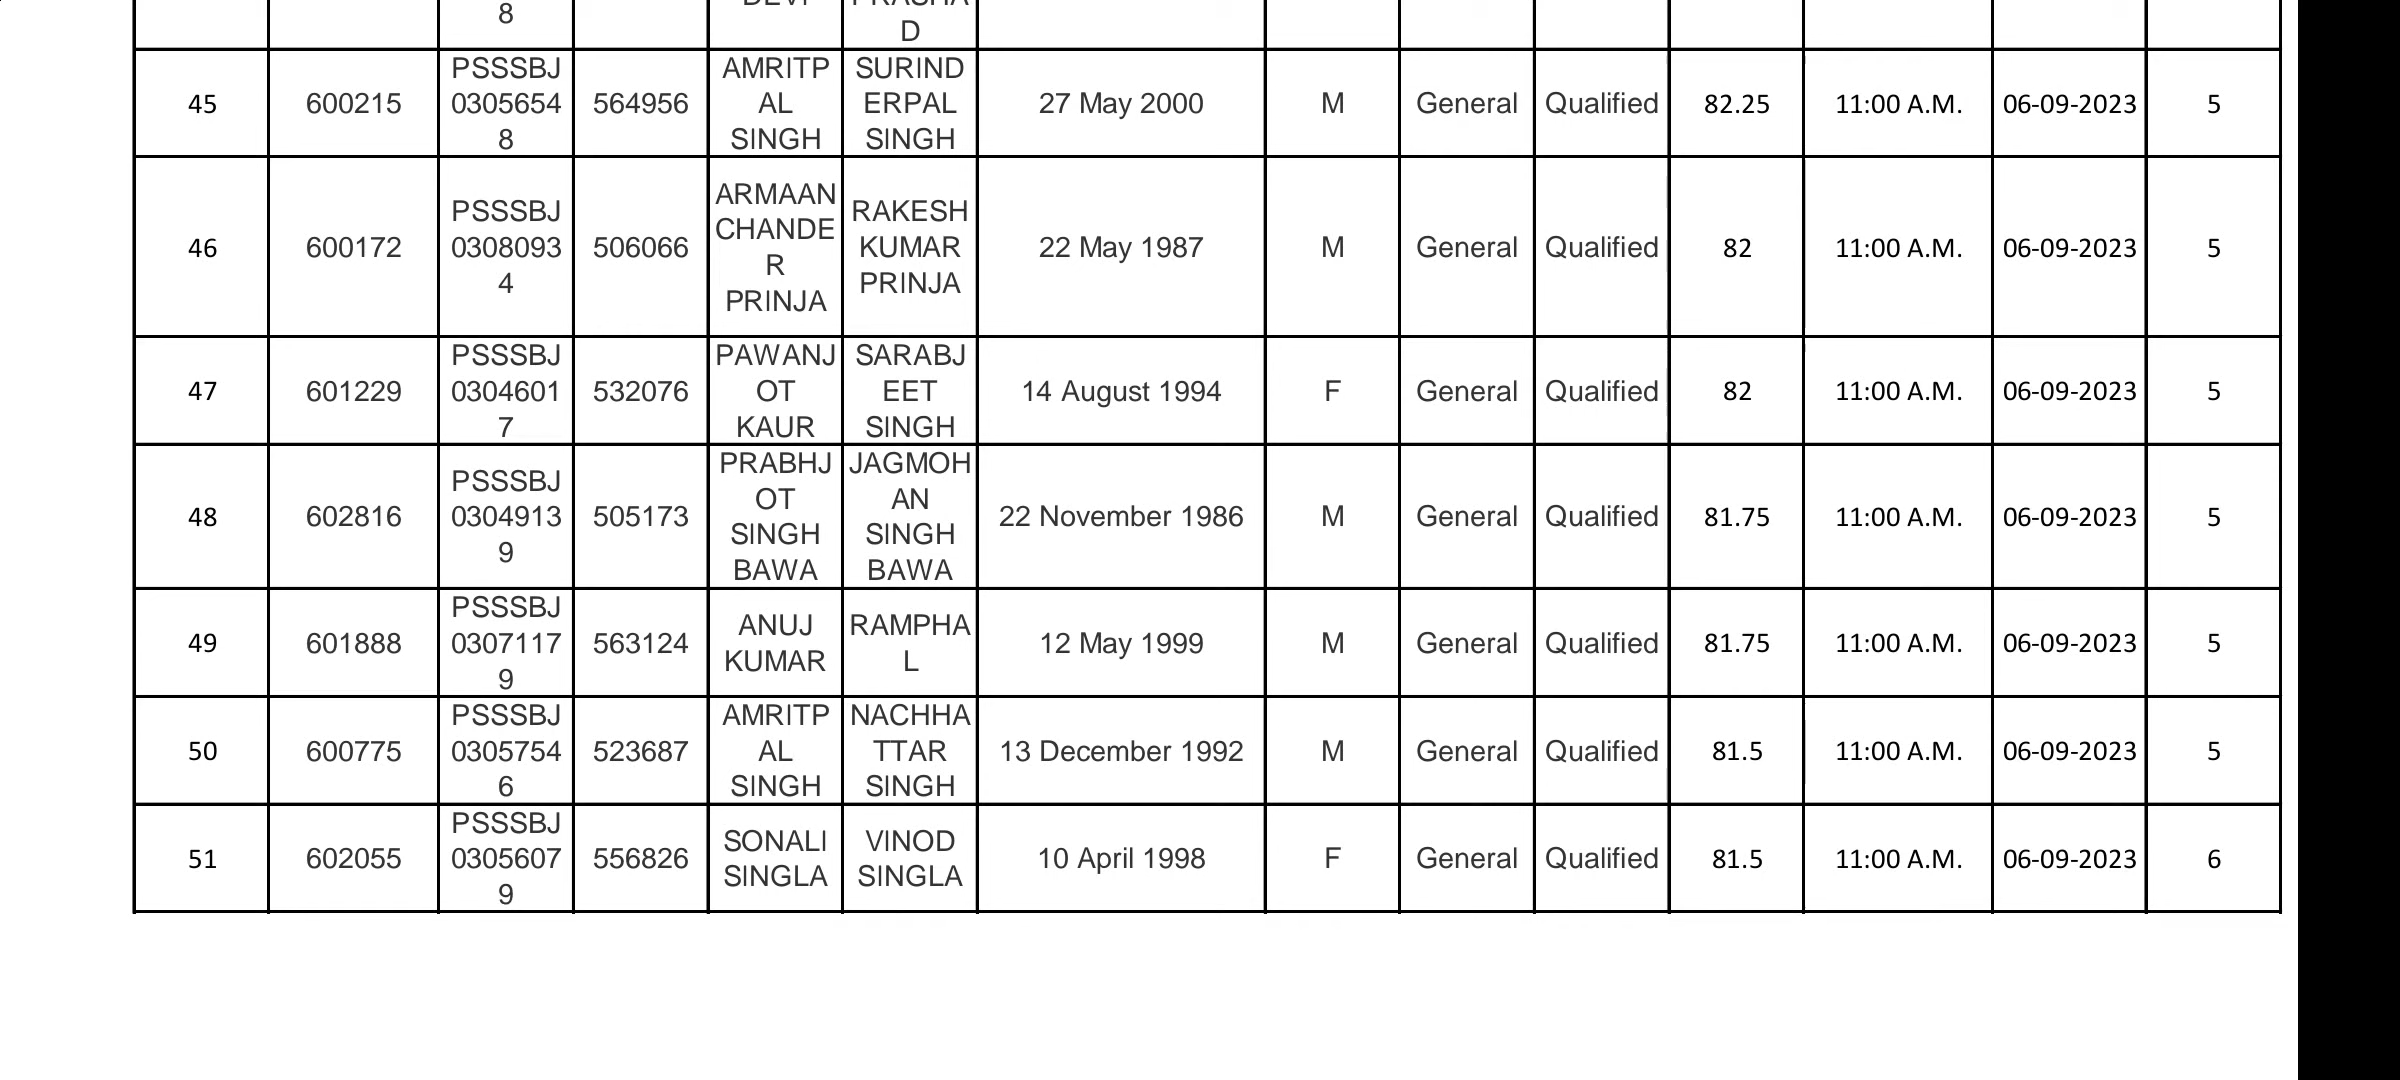 8 DEVI PRASHA
D
45 600215 PSSSBJ 0305654 8 564956 AMRITP AL SINGH SURIND ERPAL SINGH 27 May 2000 M General Qualified 82.25 11:00 A.M. 06-09-2023 5
46 600172 PSSSBJ 0308093 4 506066 ARMAAN CHANDE R PRINJA RAKESH KUMAR PRINJA 22 May 1987 M General Qualified 82 11:00 A.M. 06-09-2023 5
47 601229 PSSSBJ 0304601 7 532076 PAWANJ OT KAUR SARABJ EET SINGH 14 August 1994 F General Qualified 82 11:00 A.M. 06-09-2023 5
48 602816 PSSSBJ 0304913 9 505173 PRABHJ OT SINGH BAWA JAGMOH AN SINGH BAWA 22 November 1986 M General Qualified 81.75 11:00 A.M. 06-09-2023 5
49 601888 PSSSBJ 0307117 9 563124 ANUJ KUMAR RAMPHA L 12 May 1999 M General Qualified 81.75 11:00 A.M. 06-09-2023 5
50 600775 PSSSBJ 0305754 6 523687 AMRITP AL SINGH NACHHA TTAR SINGH 13 December 1992 M General Qualified 81.5 11:00 A.M. 06-09-2023 5
51 602055 PSSSBJ 0305607 9 556826 SONALI SINGLA VINOD SINGLA 10 April 1998 F General Qualified 81.5 11:00 A.M. 06-09-2023 6